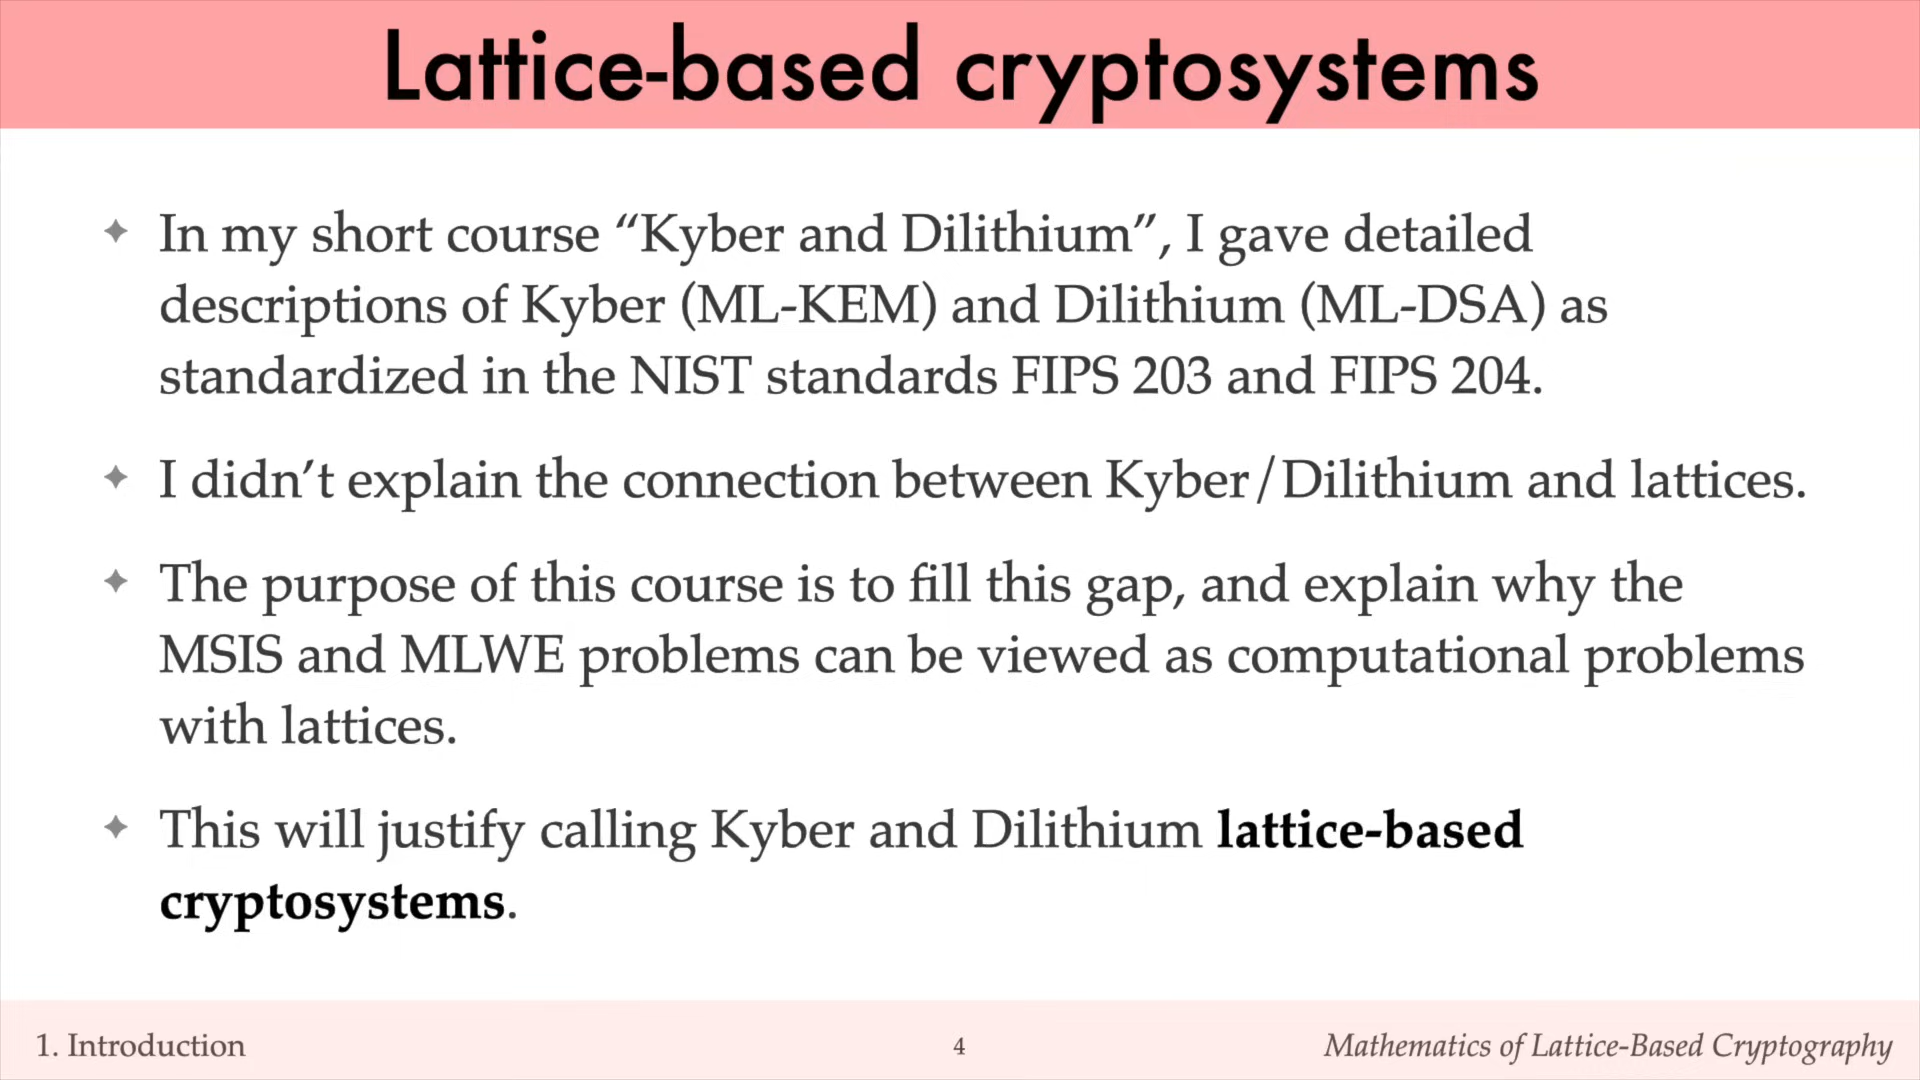 Lattice-based cryptosystems
✦ In my short course “Kyber and Dilithium”, I gave detailed
descriptions of Kyber (ML-KEM) and Dilithium (ML-DSA) as
standardized in the NIST standards FIPS 203 and FIPS 204.
✦ I didn’t explain the connection between Kyber/Dilithium and lattices.
✦ The purpose of this course is to fill this gap, and explain why the
MSIS and MLWE problems can be viewed as computational problems
with lattices.
✦ This will justify calling Kyber and Dilithium lattice-based
cryptosystems.
1. Introduction
4
Mathematics of Lattice-Based Cryptography